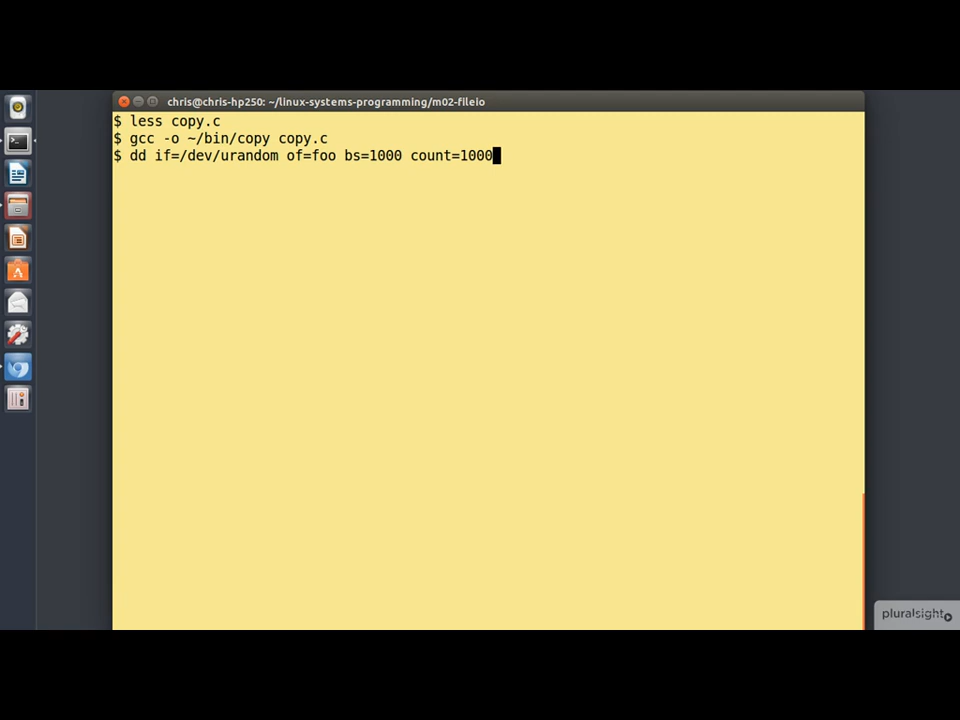 chris@chris-hp250: ~/linux-systems-programming/m02-fileio
$ less copy.c
$ gcc -o ~/bin/copy copy.c
$ dd if=/dev/urandom of=foo bs=1000 count=1000
pluralsight